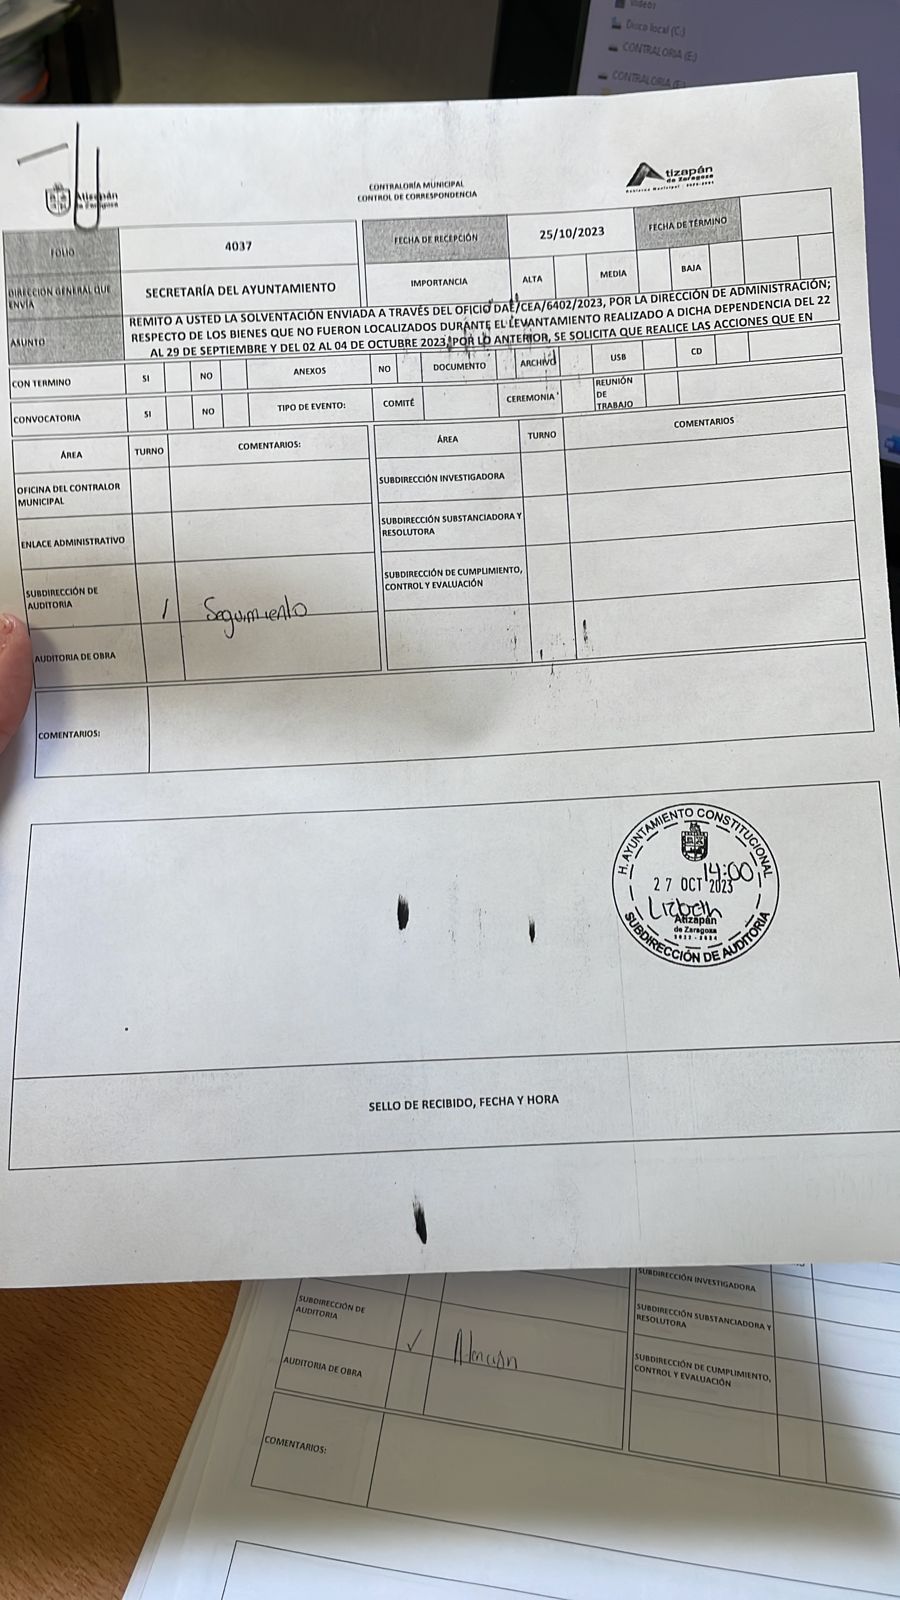 Videos
Disco local (C:)
CONTRALORIA (E:)
CONTRALORIA (F:
Atizapán
de Zaragoza
CONTRALORÍA MUNICIPAL
CONTROL DE CORRESPONDENCIA
tizapán
de Zaragoza
FOLIO
4037
FECHA DE RECEPCIÓN
25/10/2023
FECHA DE TÉRMINO
DIRECCIÓN GENERAL QUE ENVÍA
SECRETARÍA DEL AYUNTAMIENTO
IMPORTANCIA
ALTA
MEDIA
BAJA
ASUNTO
REMITO A USTED LA SOLVENTACIÓN ENVIADA A TRAVÉS DEL OFICIO DAE/CEA/6402/2023, POR LA DIRECCIÓN DE ADMINISTRACIÓN;
RESPECTO DE LOS BIENES QUE NO FUERON LOCALIZADOS DURANTE EL LEVANTAMIENTO REALIZADO A DICHA DEPENDENCIA DEL 22
AL 29 DE SEPTIEMBRE Y DEL 02 AL 04 DE OCTUBRE 2023, POR LO ANTERIOR, SE SOLICITA QUE REALICE LAS ACCIONES QUE EN
CON TERMINO
SI
NO
ANEXOS
NO
DOCUMENTO
ARCHIVO
USB
CD
CONVOCATORIA
SI
NO
TIPO DE EVENTO:
COMITÉ
CEREMONIA
REUNIÓN
DE
TRABAJO
ÁREA
TURNO
COMENTARIOS:
ÁREA
TURNO
COMENTARIOS
OFICINA DEL CONTRALOR
MUNICIPAL
SUBDIRECCIÓN INVESTIGADORA
ENLACE ADMINISTRATIVO
SUBDIRECCIÓN SUBSTANCIADORA Y
RESOLUTORA
SUBDIRECCIÓN DE
AUDITORIA
/ Seguimiento
SUBDIRECCIÓN DE CUMPLIMIENTO,
CONTROL Y EVALUACIÓN
AUDITORIA DE OBRA
COMENTARIOS:
H. AYUNTAMIENTO CONSTITUCIONAL
14:00
27 OCT 2023
Lizbeth
Atizapán
de Zaragoza
2022 - 2024
SUBDIRECCIÓN DE AUDITORIA
SELLO DE RECIBIDO, FECHA Y HORA
SUBDIRECCIÓN INVESTIGADORA
SUBDIRECCIÓN DE
AUDITORIA
✓ Atención
SUBDIRECCIÓN SUBSTANCIADORA Y
RESOLUTORA
AUDITORIA DE OBRA
SUBDIRECCIÓN DE CUMPLIMIENTO,
CONTROL Y EVALUACIÓN
COMENTARIOS: